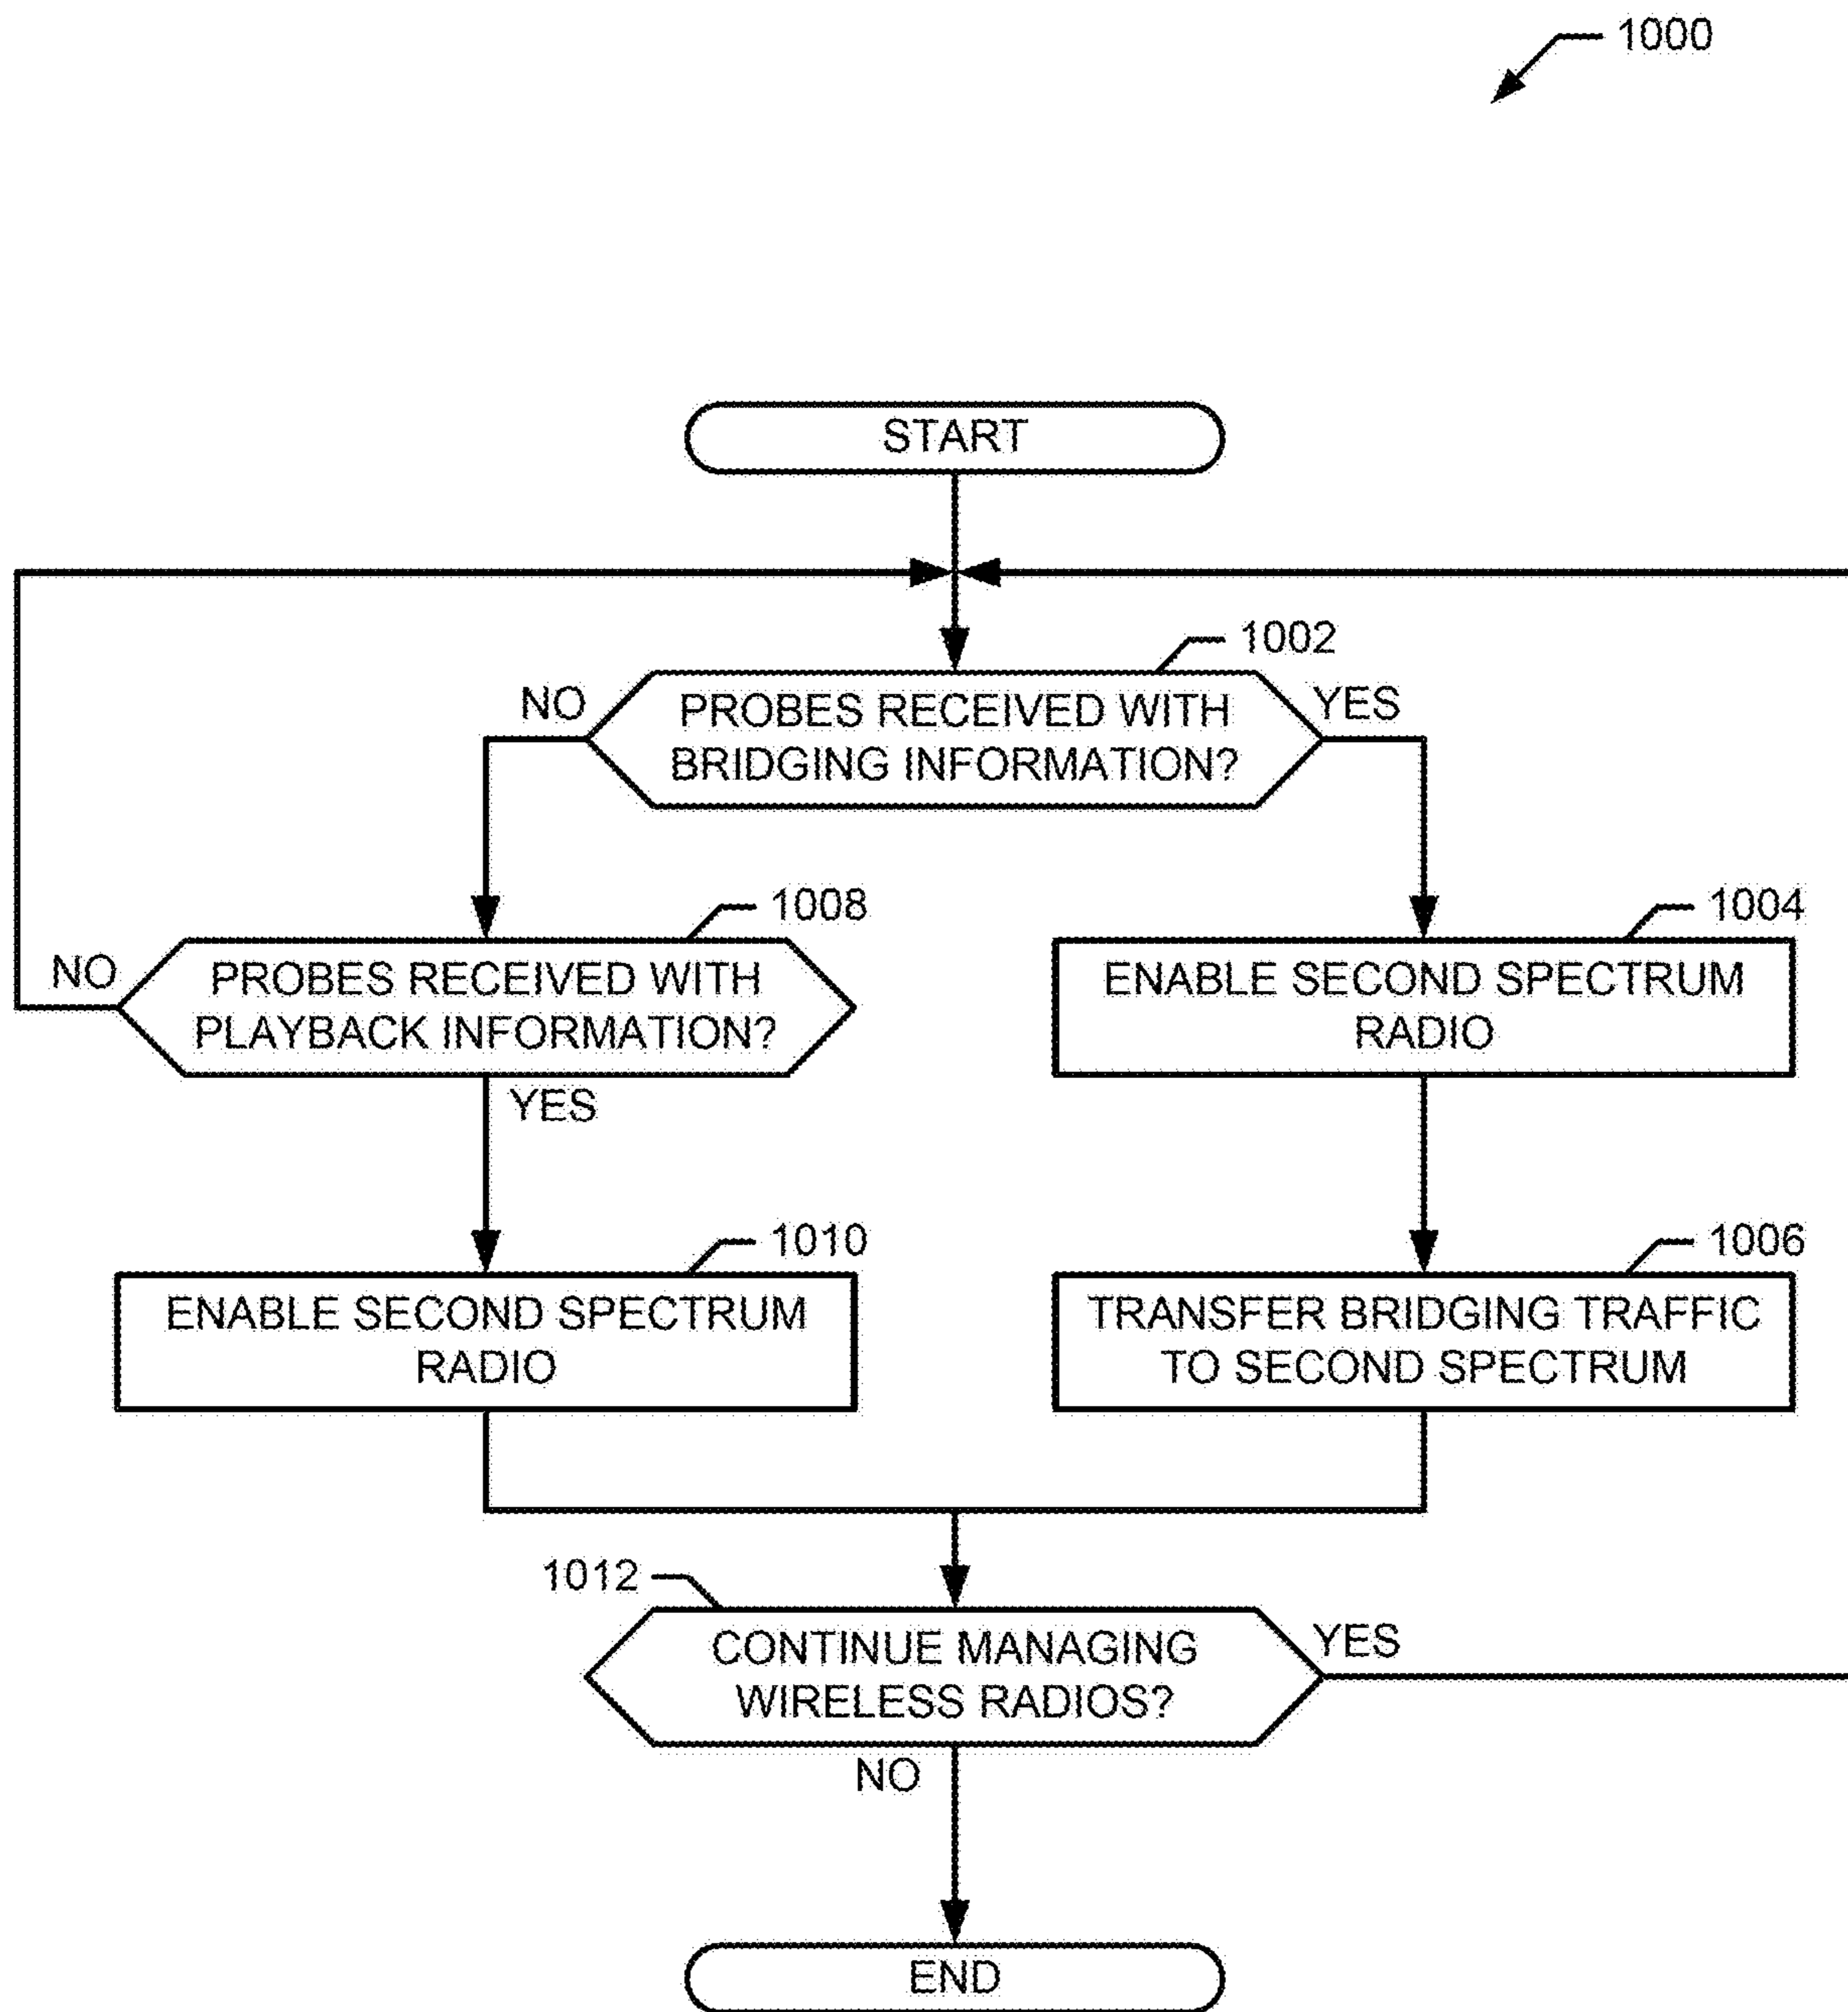 1000
START
1002
NO
PROBES RECEIVED WITH
BRIDGING INFORMATION?
YES
1008
NO
PROBES RECEIVED WITH
PLAYBACK INFORMATION?
YES
1004
ENABLE SECOND SPECTRUM
RADIO
1010
ENABLE SECOND SPECTRUM
RADIO
1006
TRANSFER BRIDGING TRAFFIC
TO SECOND SPECTRUM
1012
CONTINUE MANAGING
WIRELESS RADIOS?
YES
NO
END